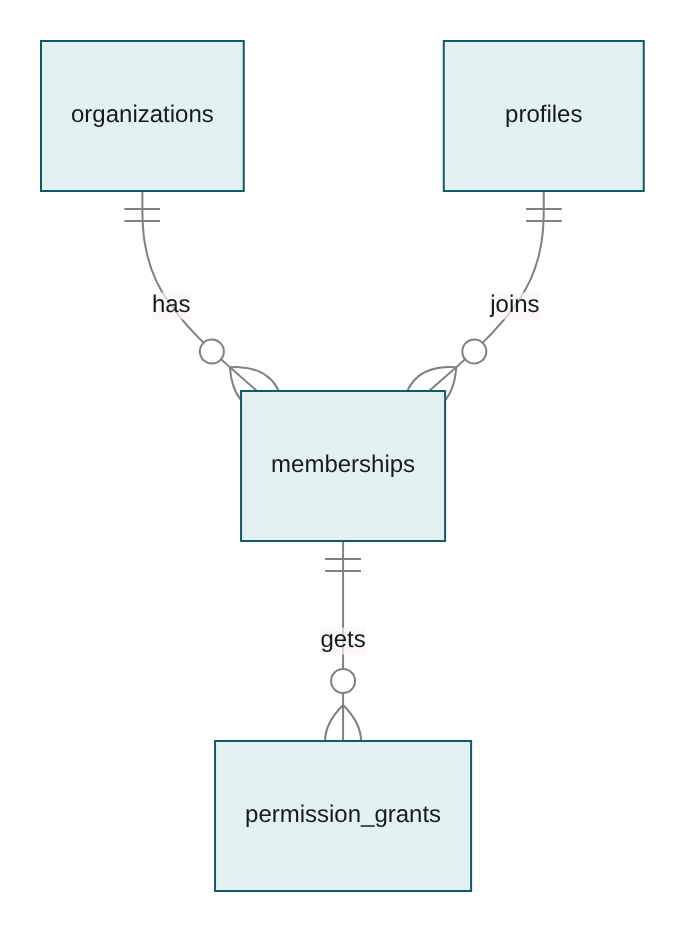 organizations
profiles
has
joins
memberships
gets
permission_grants